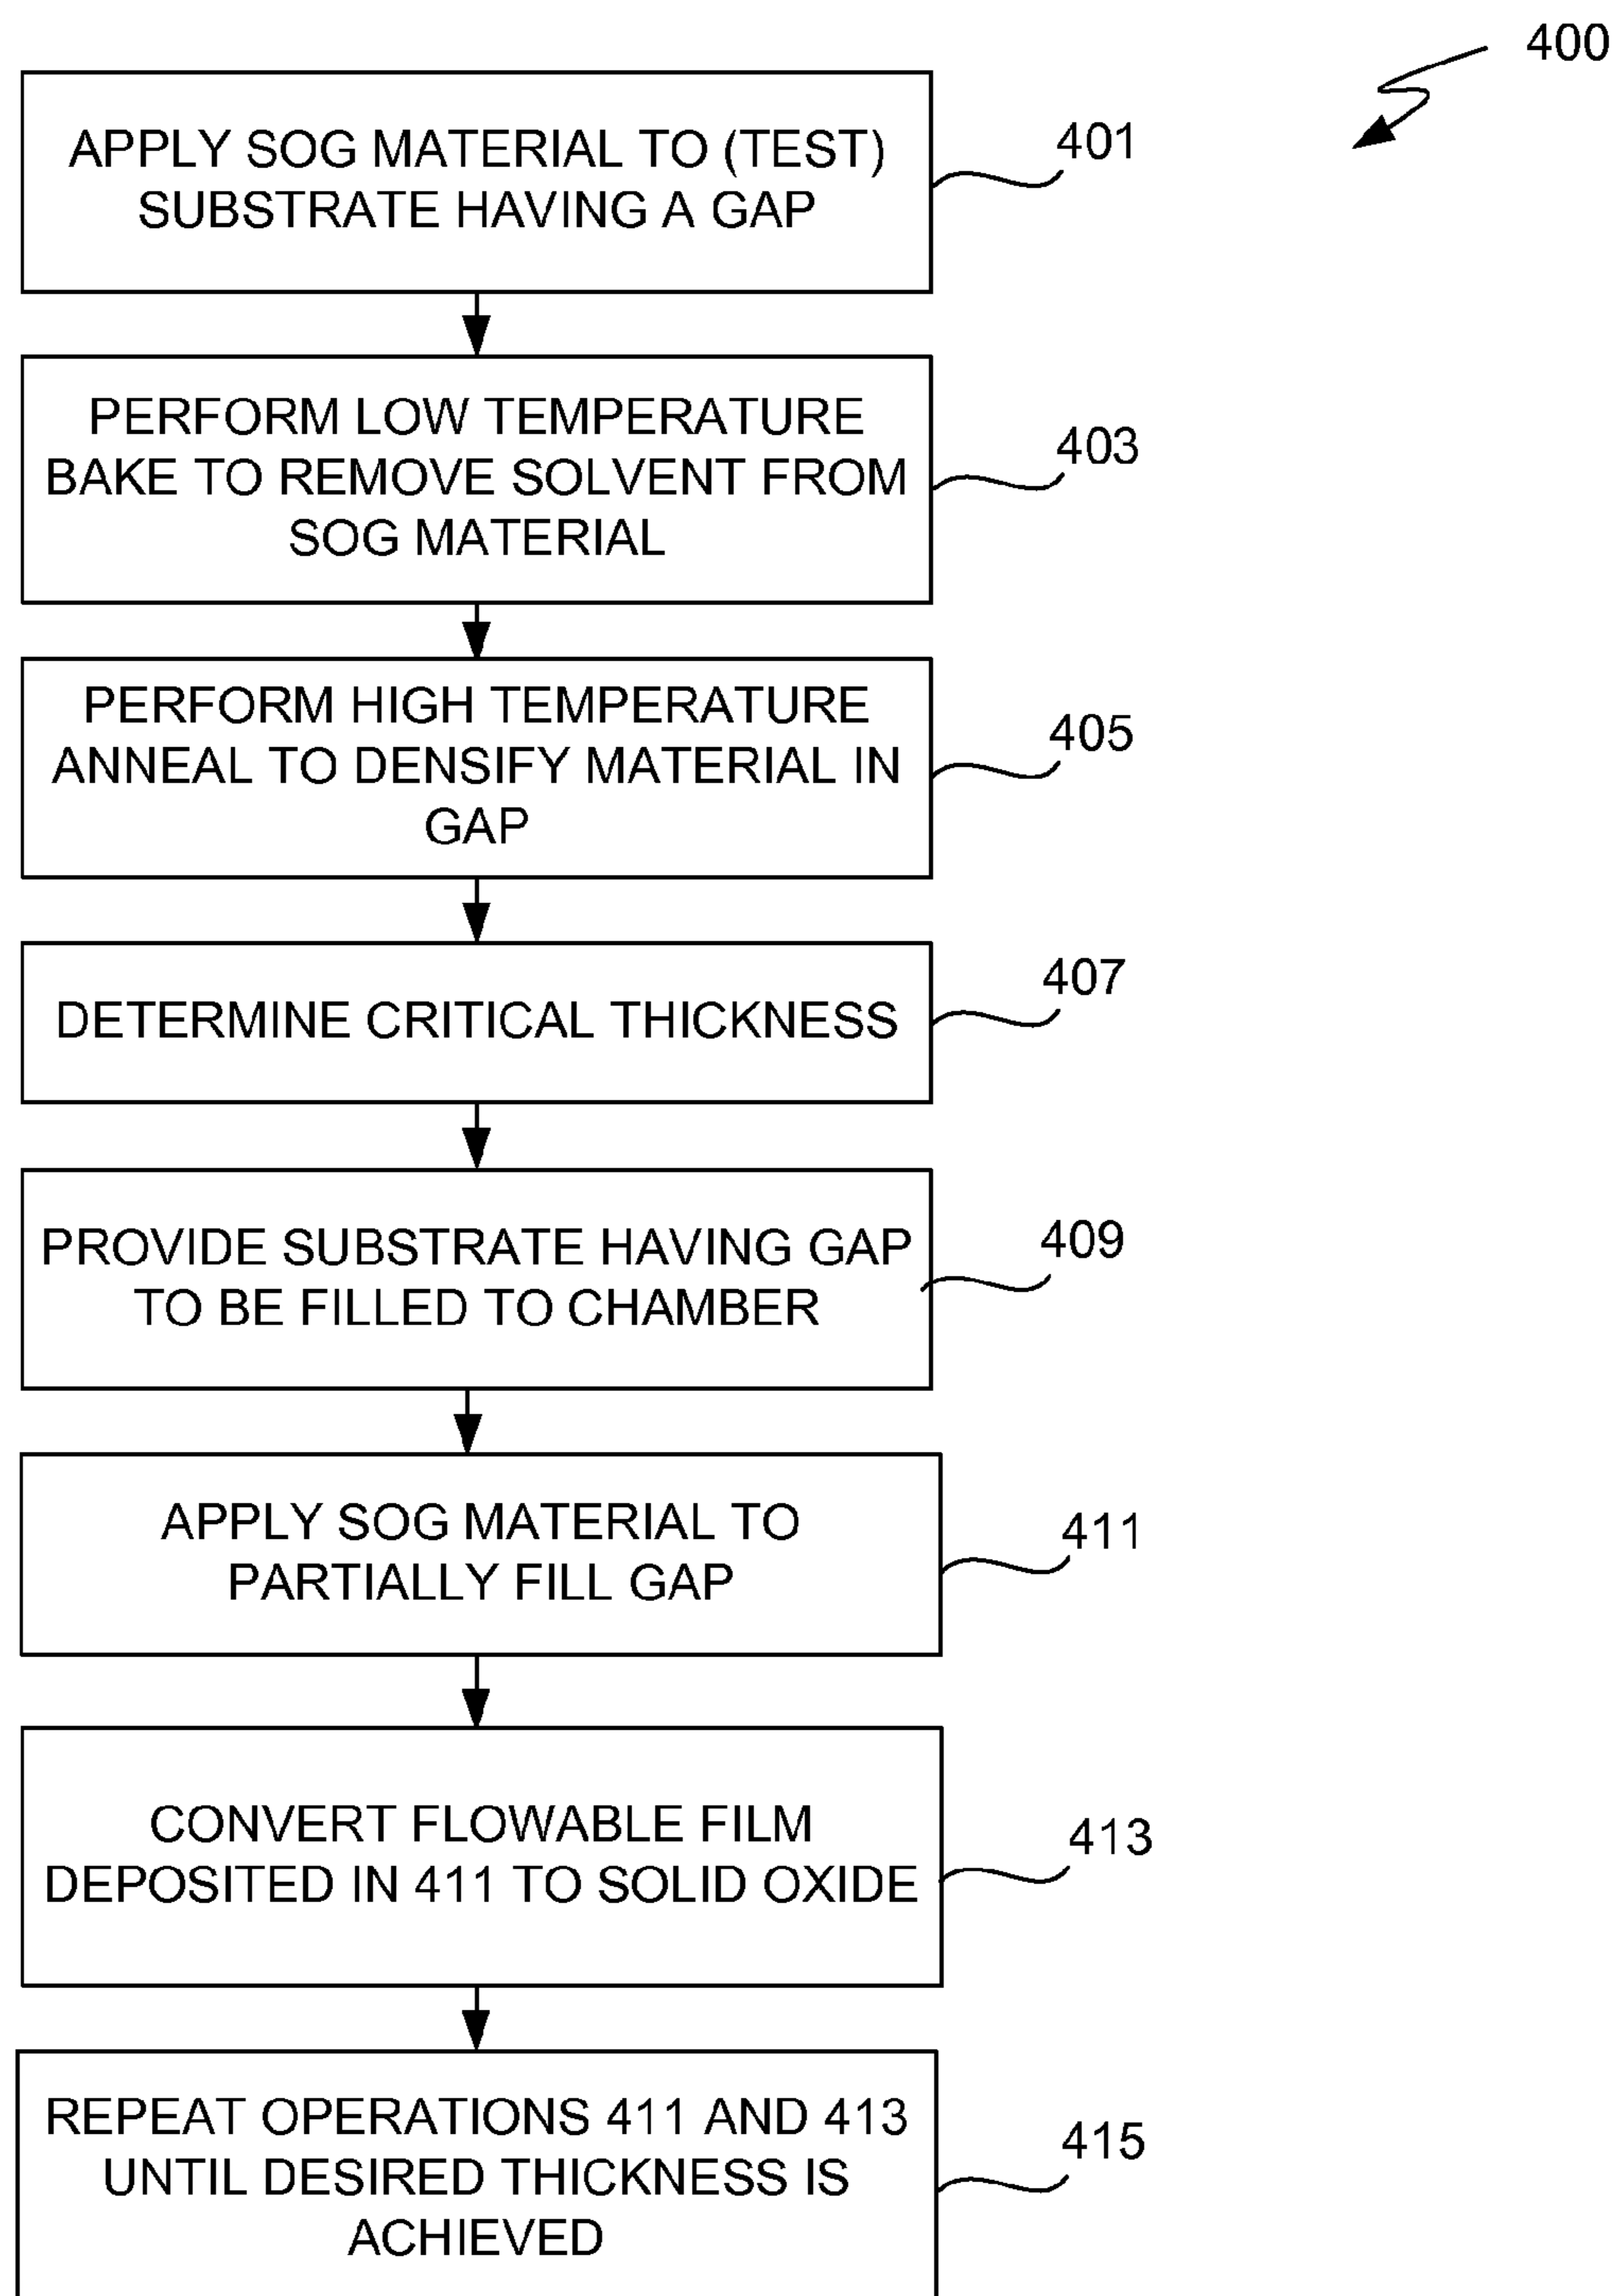 400
APPLY SOG MATERIAL TO (TEST)
SUBSTRATE HAVING A GAP
401
PERFORM LOW TEMPERATURE
BAKE TO REMOVE SOLVENT FROM
SOG MATERIAL
403
PERFORM HIGH TEMPERATURE
ANNEAL TO DENSIFY MATERIAL IN
GAP
405
DETERMINE CRITICAL THICKNESS
407
PROVIDE SUBSTRATE HAVING GAP
TO BE FILLED TO CHAMBER
409
APPLY SOG MATERIAL TO
PARTIALLY FILL GAP
411
CONVERT FLOWABLE FILM
DEPOSITED IN 411 TO SOLID OXIDE
413
REPEAT OPERATIONS 411 AND 413
UNTIL DESIRED THICKNESS IS
ACHIEVED
415